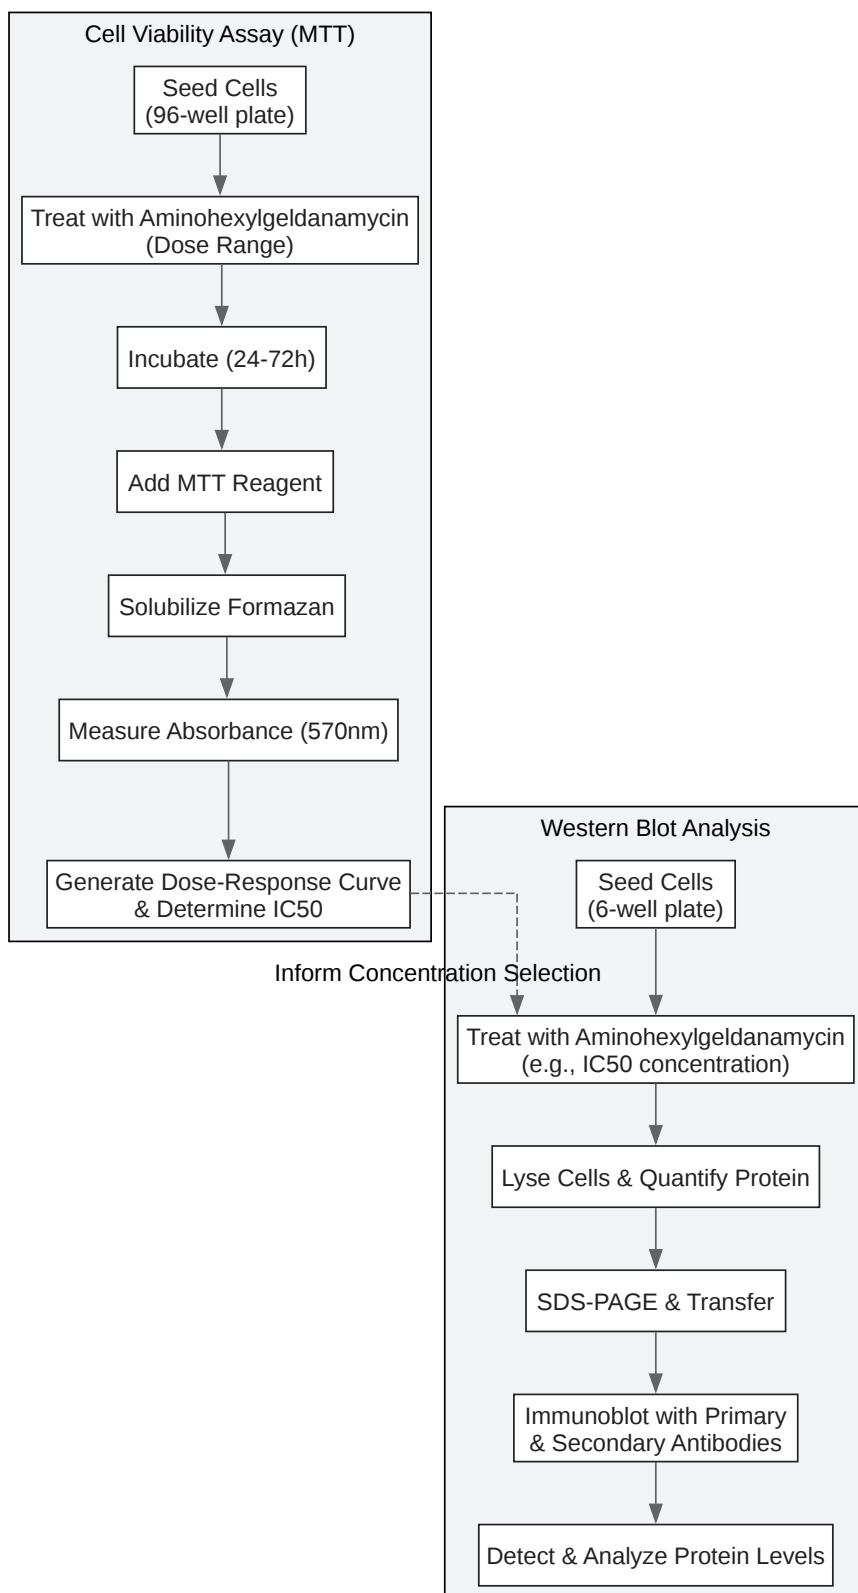 Cell Viability Assay (MTT)
Seed Cells
(96-well plate)
Treat with Aminohexylgeldanamycin
(Dose Range)
Incubate (24-72h)
Add MTT Reagent
Solubilize Formazan
Measure Absorbance (570nm)
Generate Dose-Response Curve
& Determine IC50
Inform Concentration Selection
Western Blot Analysis
Seed Cells
(6-well plate)
Treat with Aminohexylgeldanamycin
(e.g., IC50 concentration)
Lyse Cells & Quantify Protein
SDS-PAGE & Transfer
Immunoblot with Primary
& Secondary Antibodies
Detect & Analyze Protein Levels